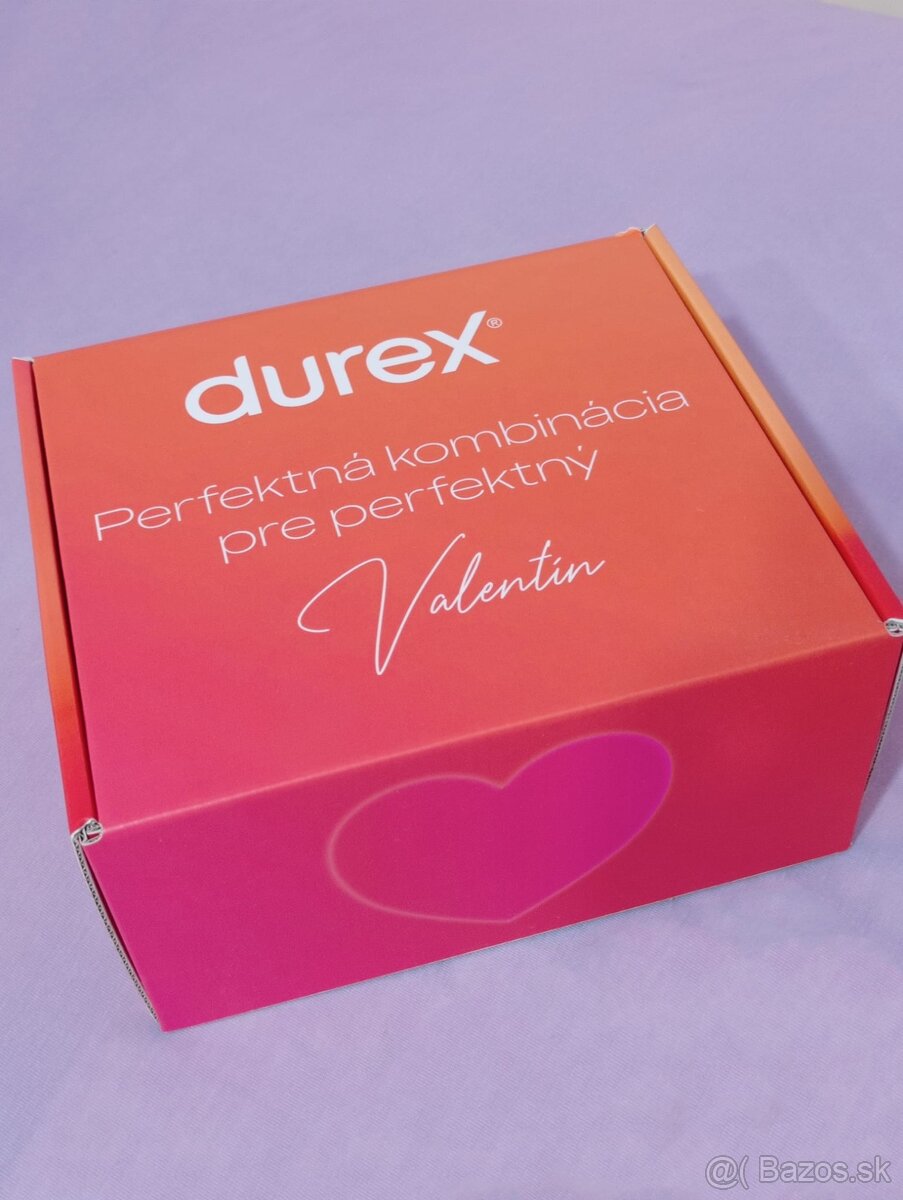 durex®
Perfektná kombinácia
pre perfektný
Valentín
@( Bazos.sk